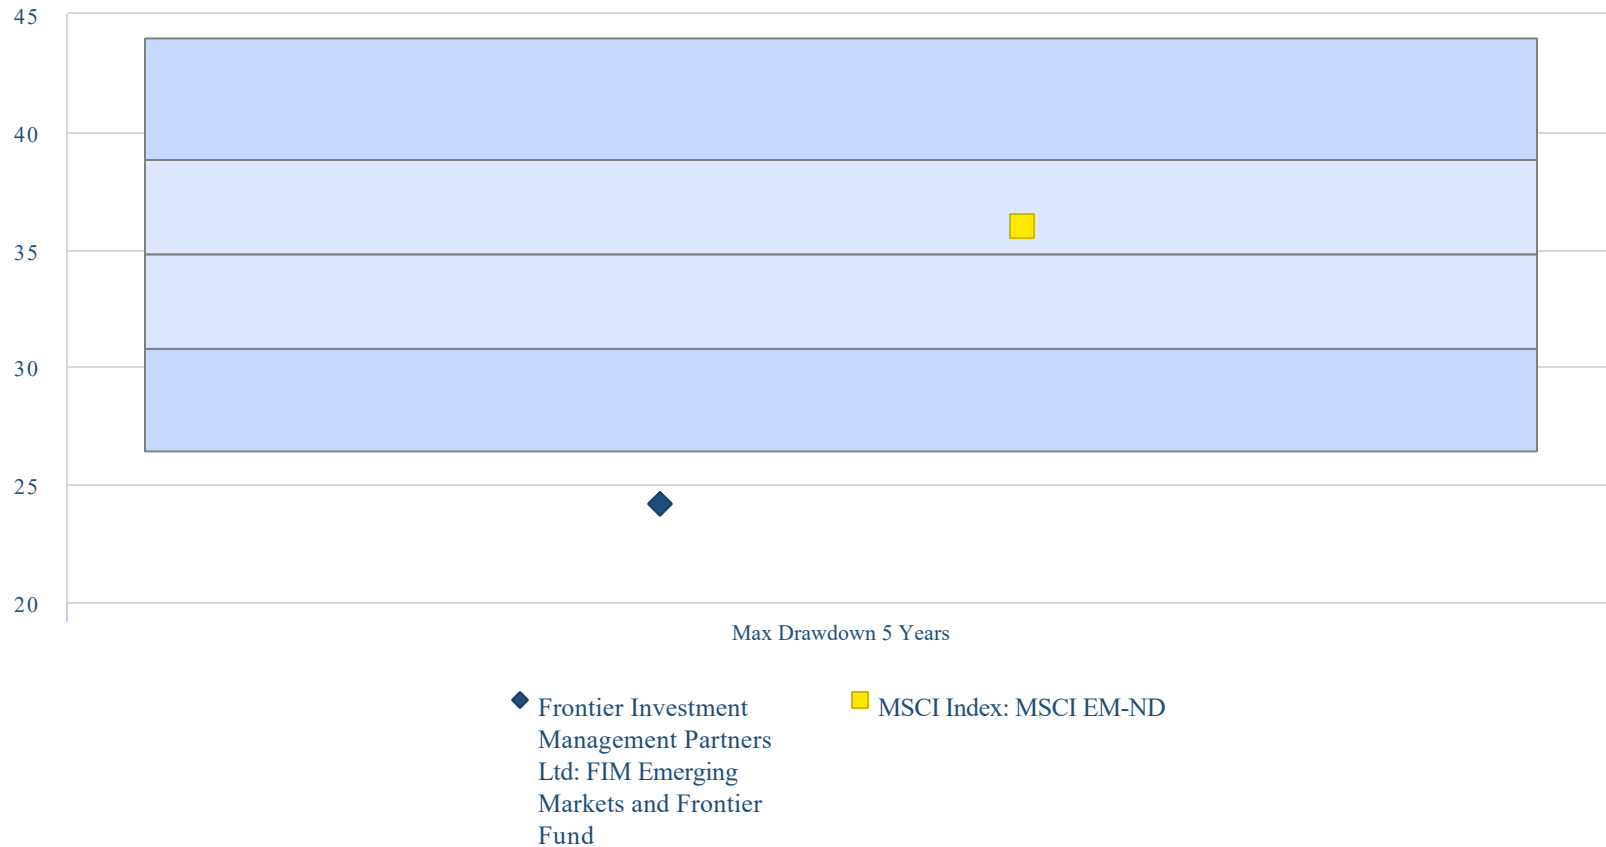 45
40
35
30
25
20
Max Drawdown 5 Years
Frontier Investment
Management Partners
Ltd: FIM Emerging
Markets and Frontier
Fund
MSCI Index: MSCI EM-ND